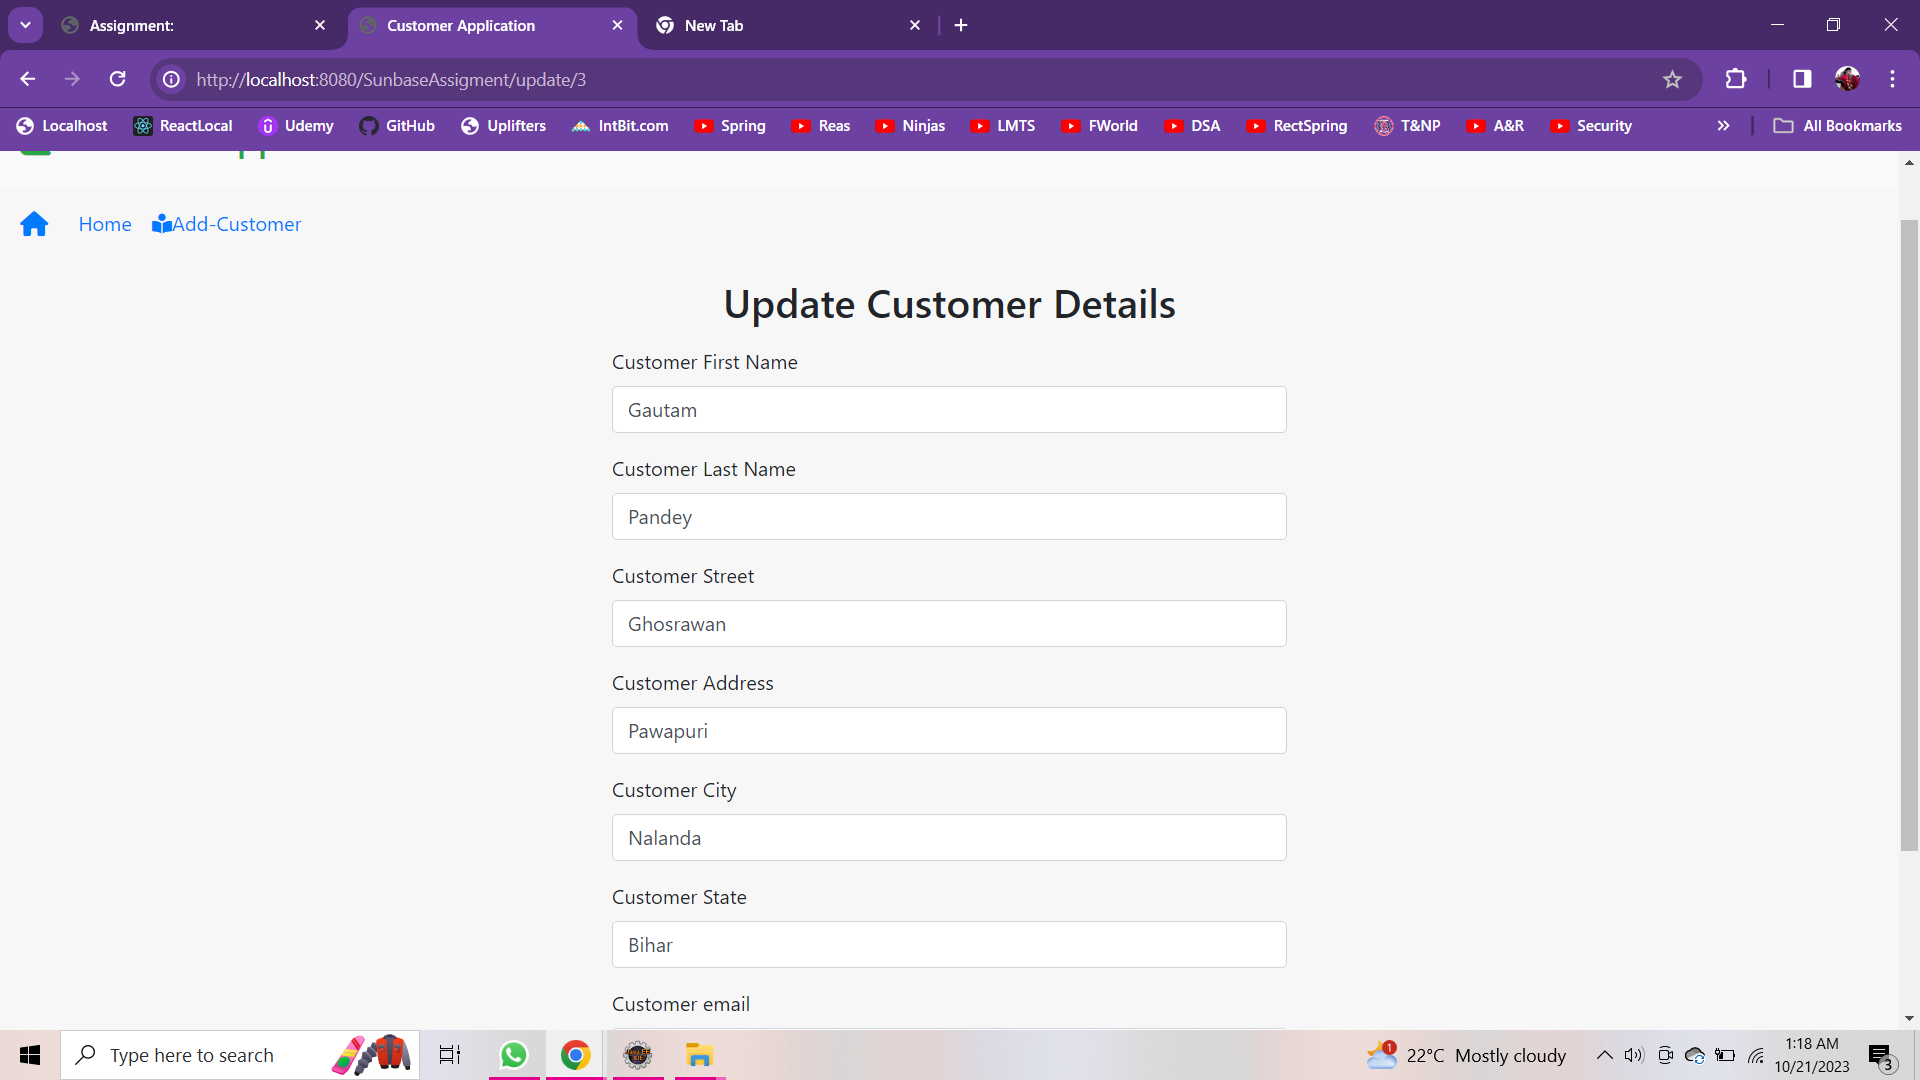 Assignment:
Customer Application
New Tab
http://localhost:8080/SunbaseAssigment/update/3
Localhost ReactLocal Udemy GitHub Uplifters IntBit.com Spring Reas Ninjas LMTS FWorld DSA RectSpring T&NP A&R Security » All Bookmarks
Home Add-Customer
Update Customer Details
Customer First Name
Gautam
Customer Last Name
Pandey
Customer Street
Ghosrawan
Customer Address
Pawapuri
Customer City
Nalanda
Customer State
Bihar
Customer email
Type here to search
1
22°C Mostly cloudy
1:18 AM
10/21/2023
3